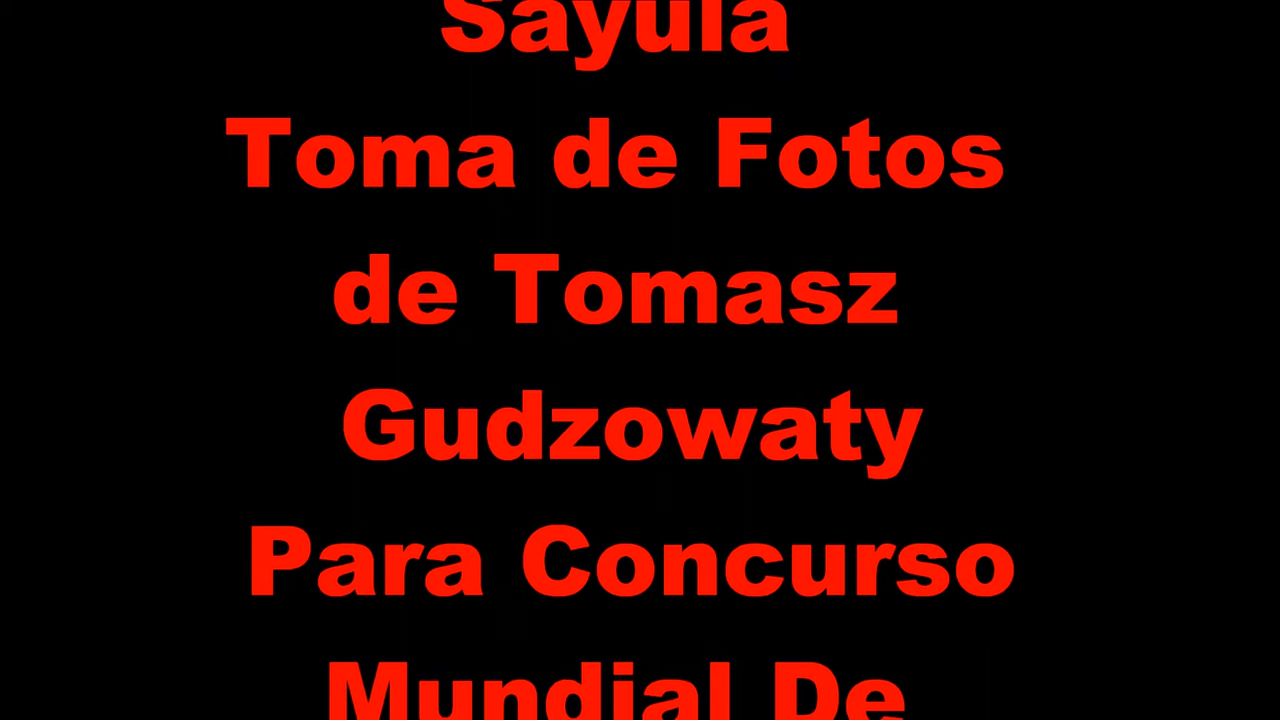 Sayula
Toma de Fotos
de Tomasz
Gudzowaty
Para Concurso
Mundial De